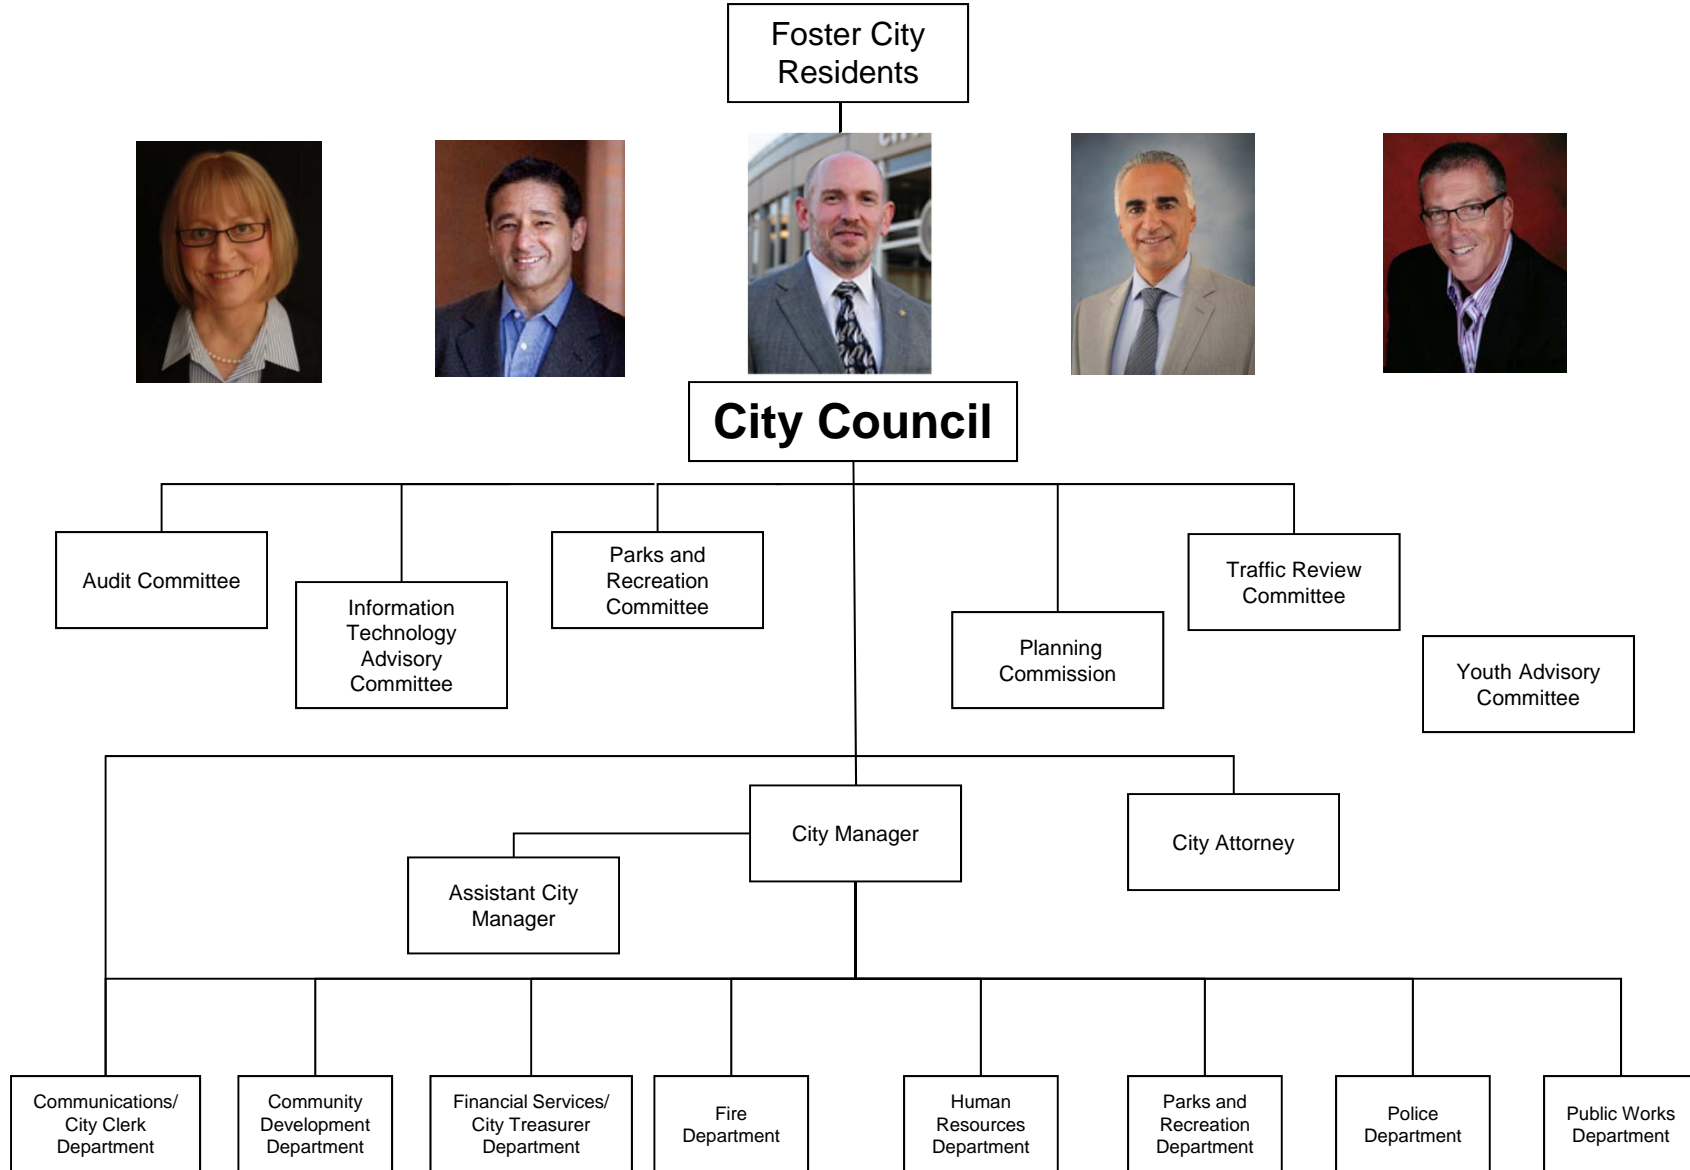 Foster City
Residents
City Council
Audit Committee
Information
Technology
Advisory
Committee
Parks and
Recreation
Committee
Planning
Commission
Traffic Review
Committee
Youth Advisory
Committee
City Manager
City Attorney
Assistant City
Manager
Communications/
City Clerk
Department
Community
Development
Department
Financial Services/
City Treasurer
Department
Fire
Department
Human
Resources
Department
Parks and
Recreation
Department
Police
Department
Public Works
Department